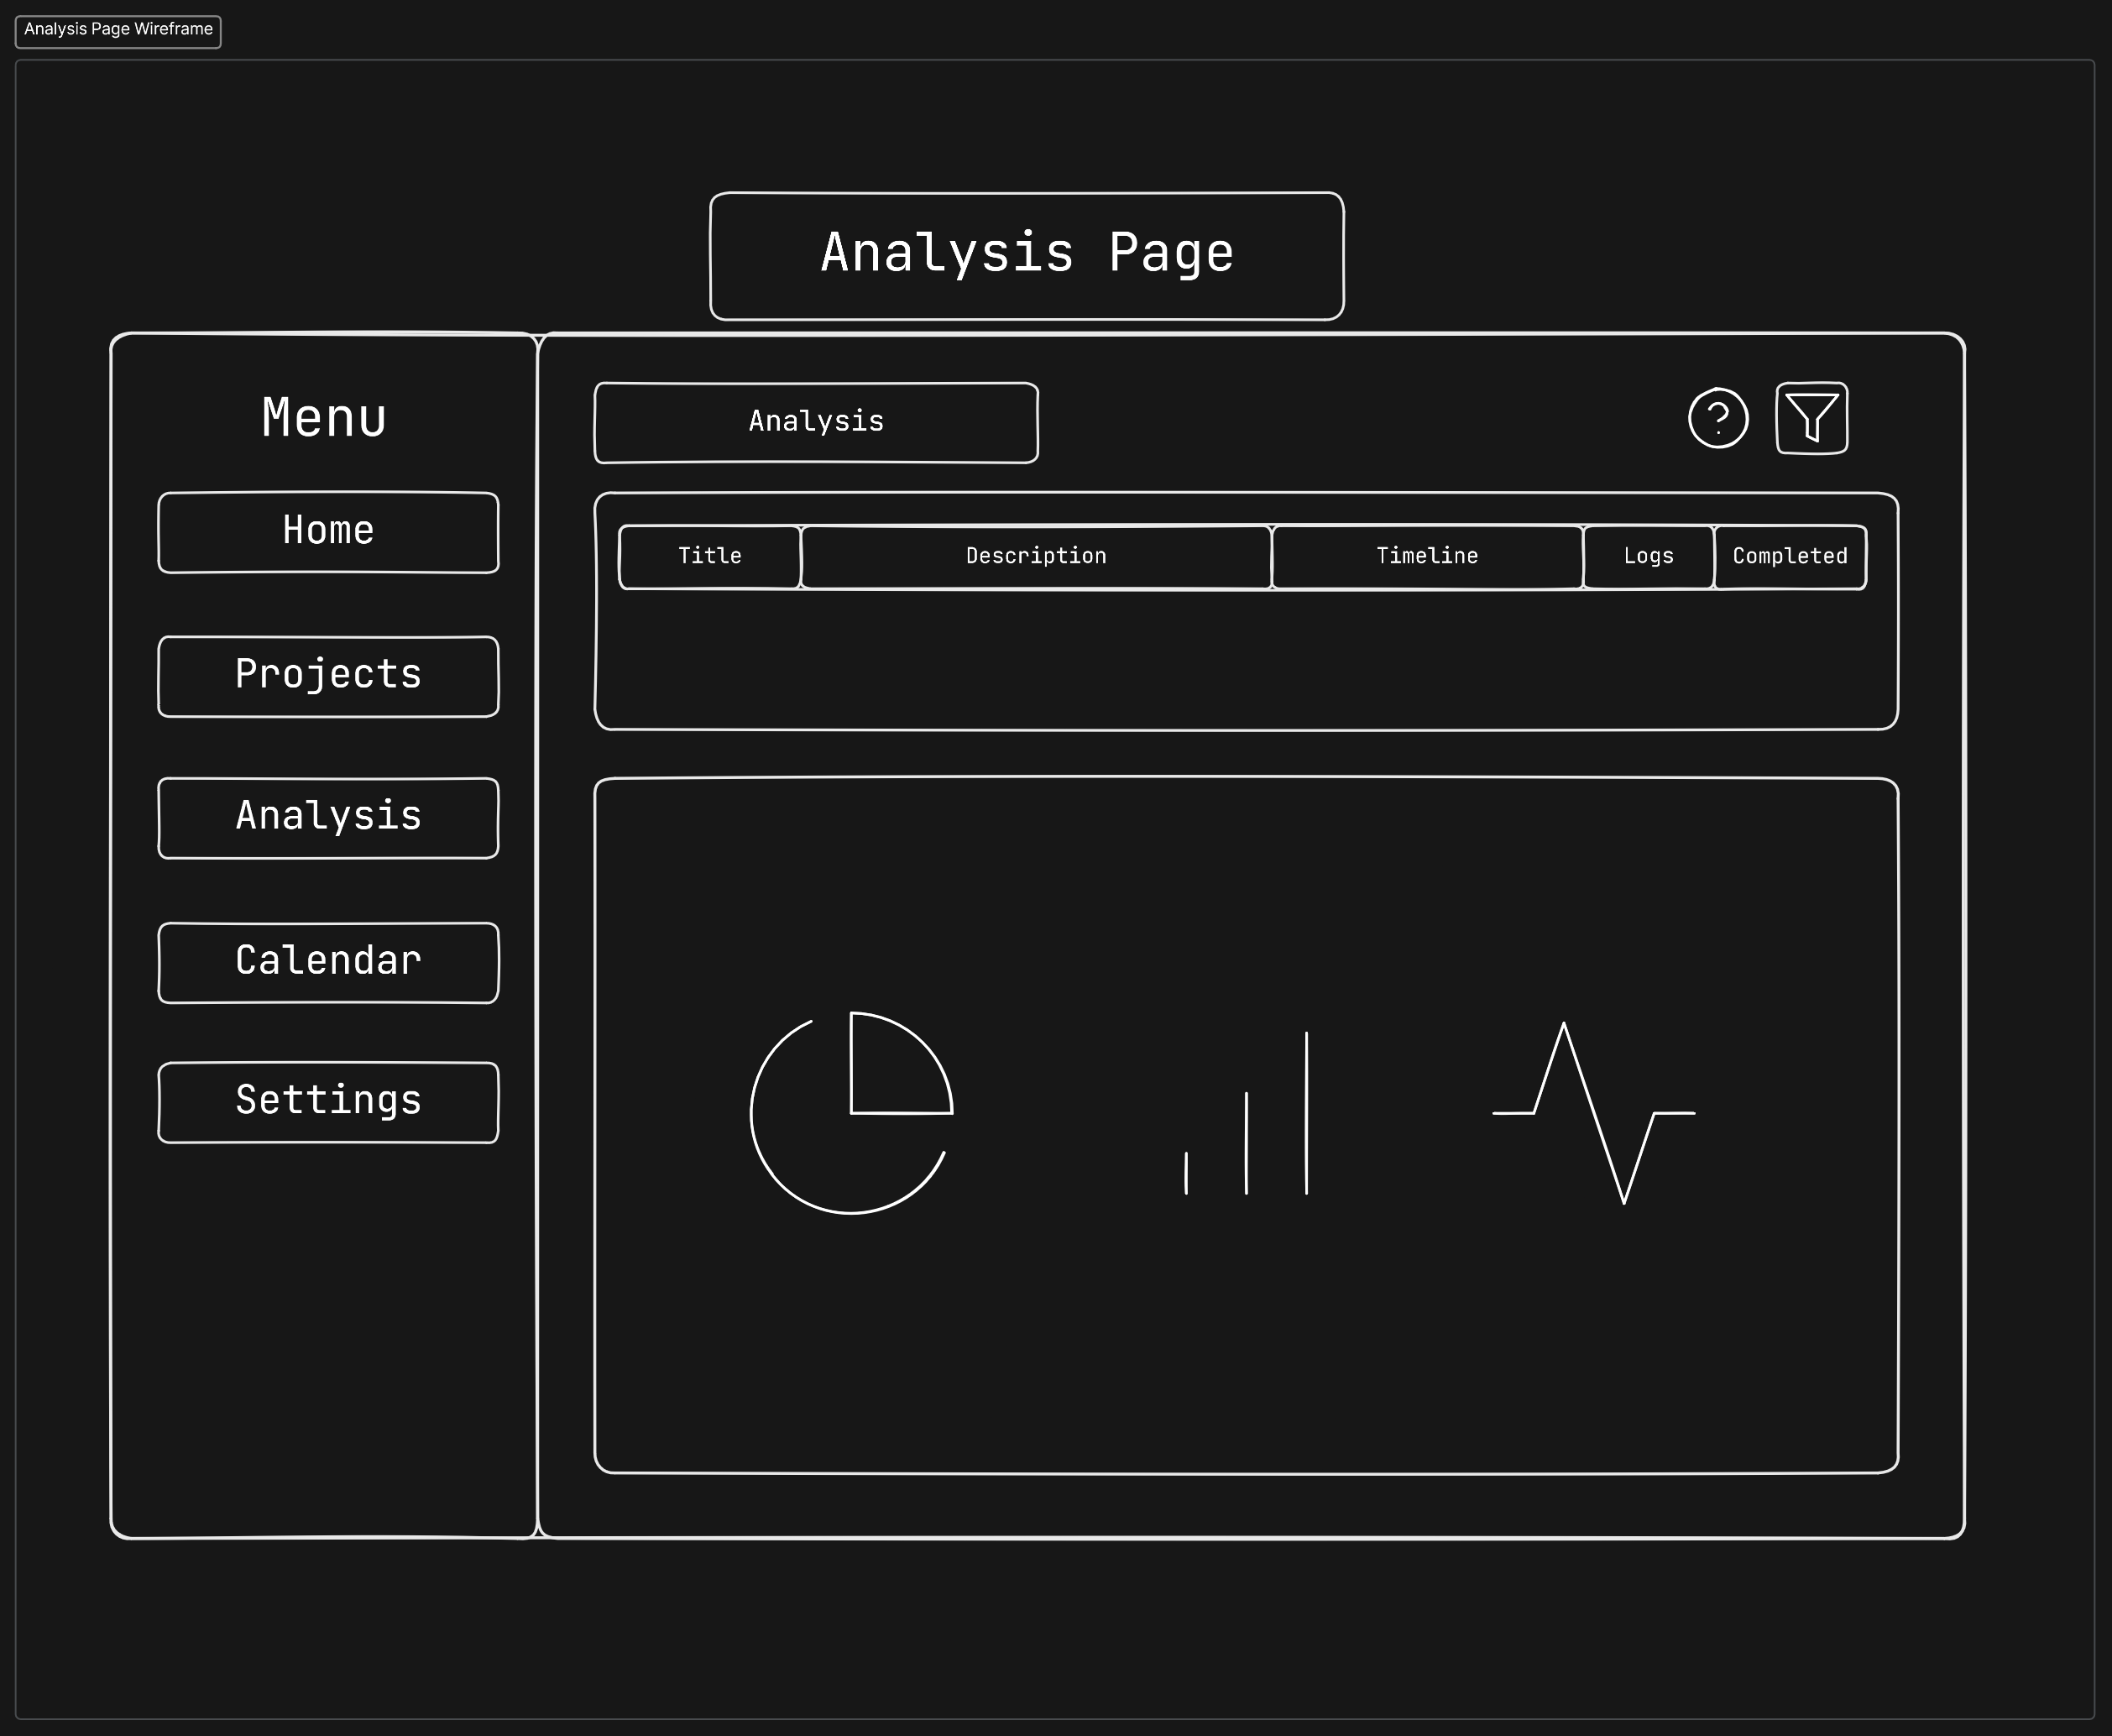 Analysis Page Wireframe
Analysis Page
Menu
Home
Projects
Analysis
Calendar
Settings
Analysis
?
Title Description Timeline Logs Completed